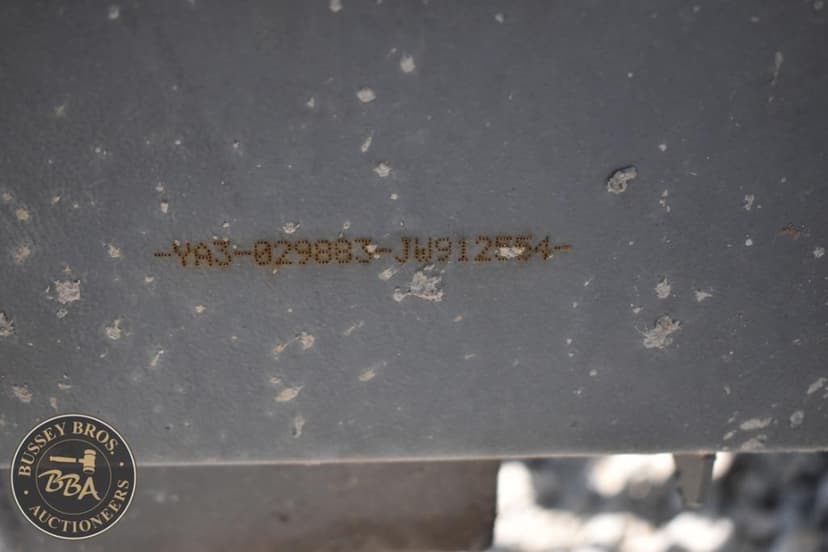 -YA3-029883-JW912554-
BUSSEY BROS.
BBA
AUCTIONEERS